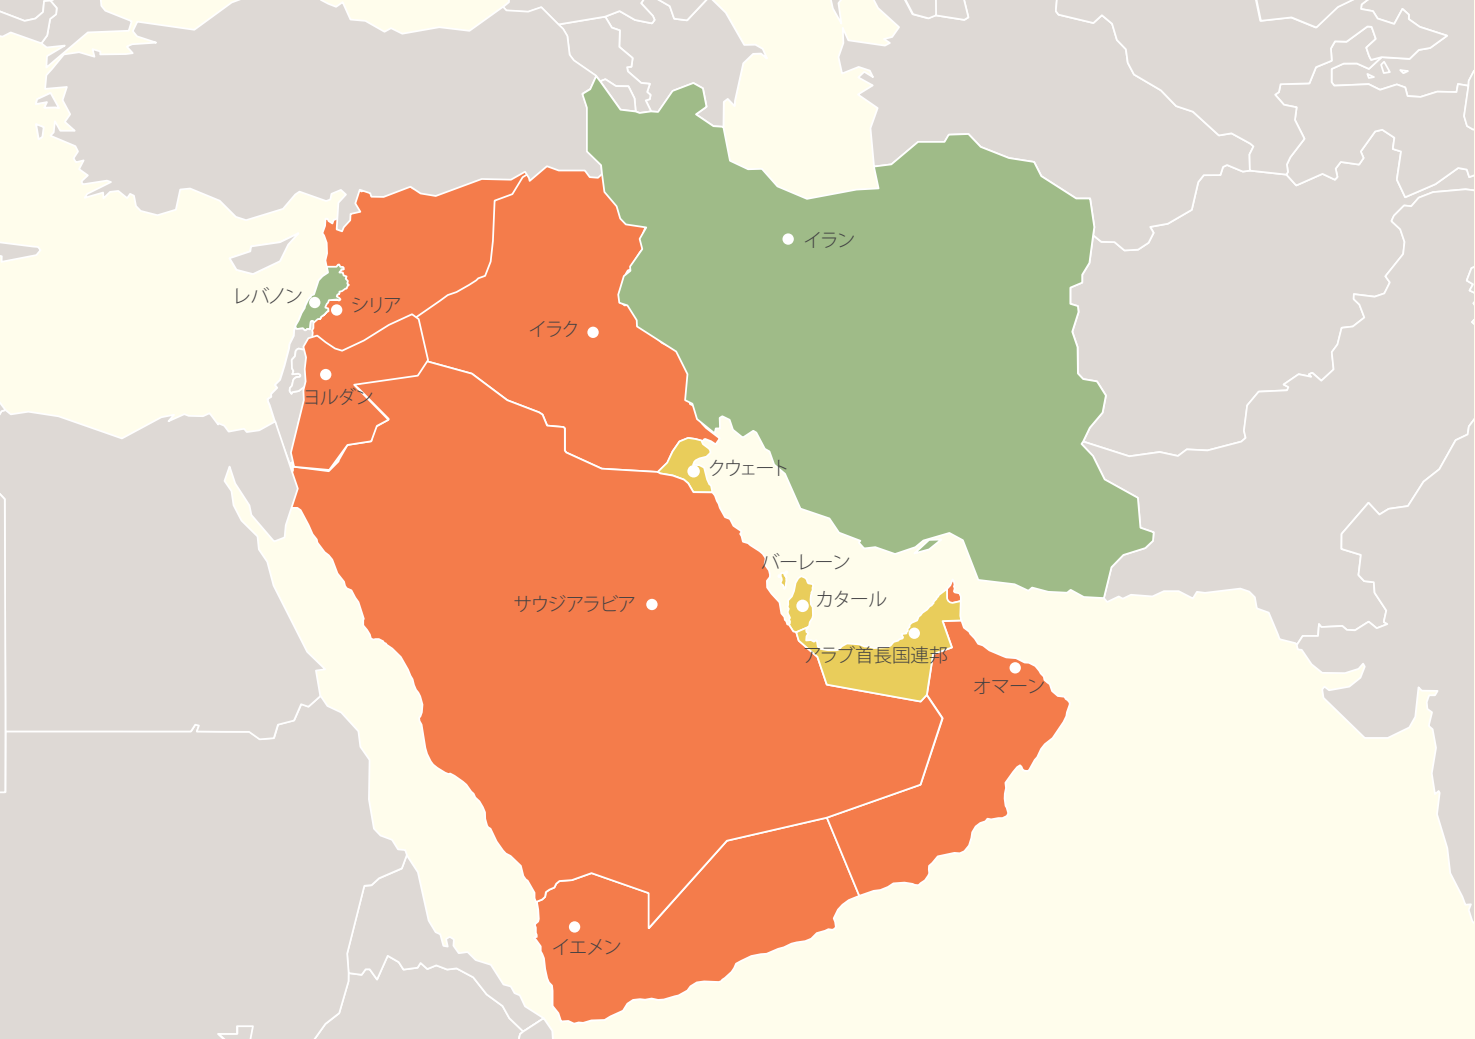 イラン
レバノン
シリア
イラク
ヨルダン
クウェート
バーレーン
カタール
サウジアラビア
アラブ首長国連邦
オマーン
イエメン